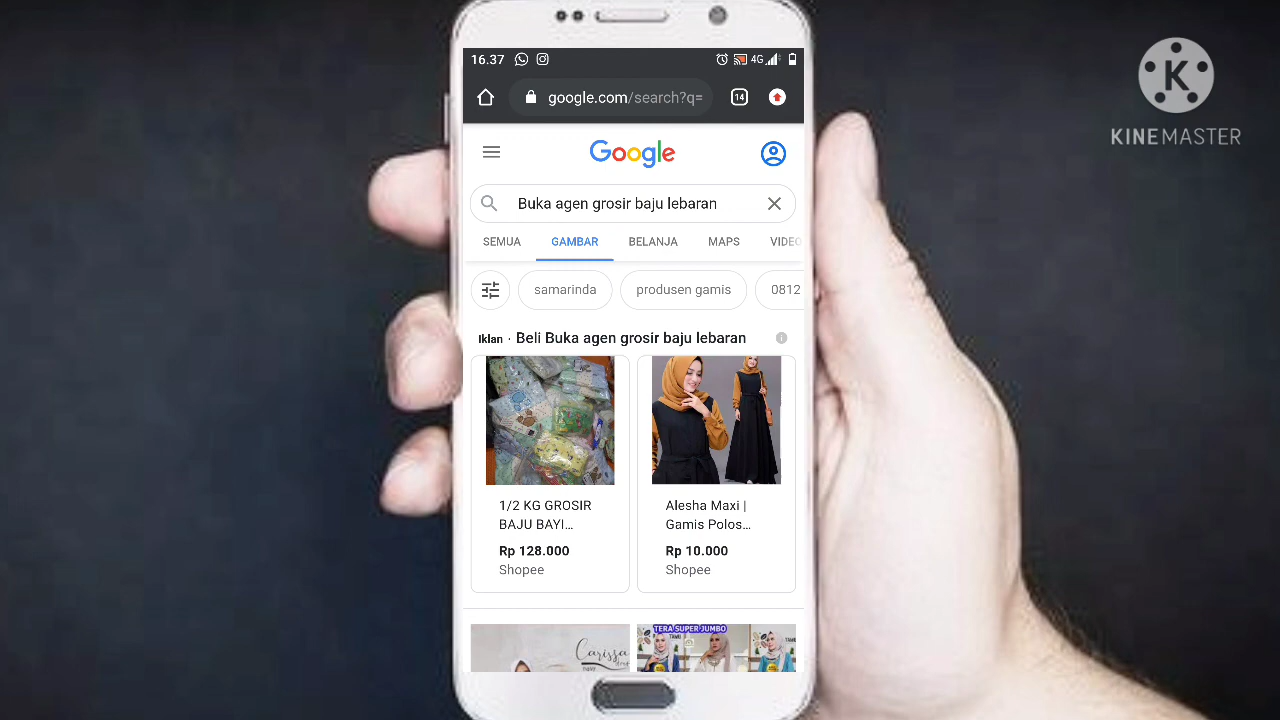 16.37
4G
google.com/search?q=
14
K
KINEMASTER
Google
Buka agen grosir baju lebaran
SEMUA GAMBAR BELANJA MAPS VIDEO
samarinda produsen gamis 0812
Iklan · Beli Buka agen grosir baju lebaran
1/2 KG GROSIR
BAJU BAYI...
Rp 128.000
Shopee
Alesha Maxi |
Gamis Polos...
Rp 10.000
Shopee
Carissa
TERA SUPER JUMBO